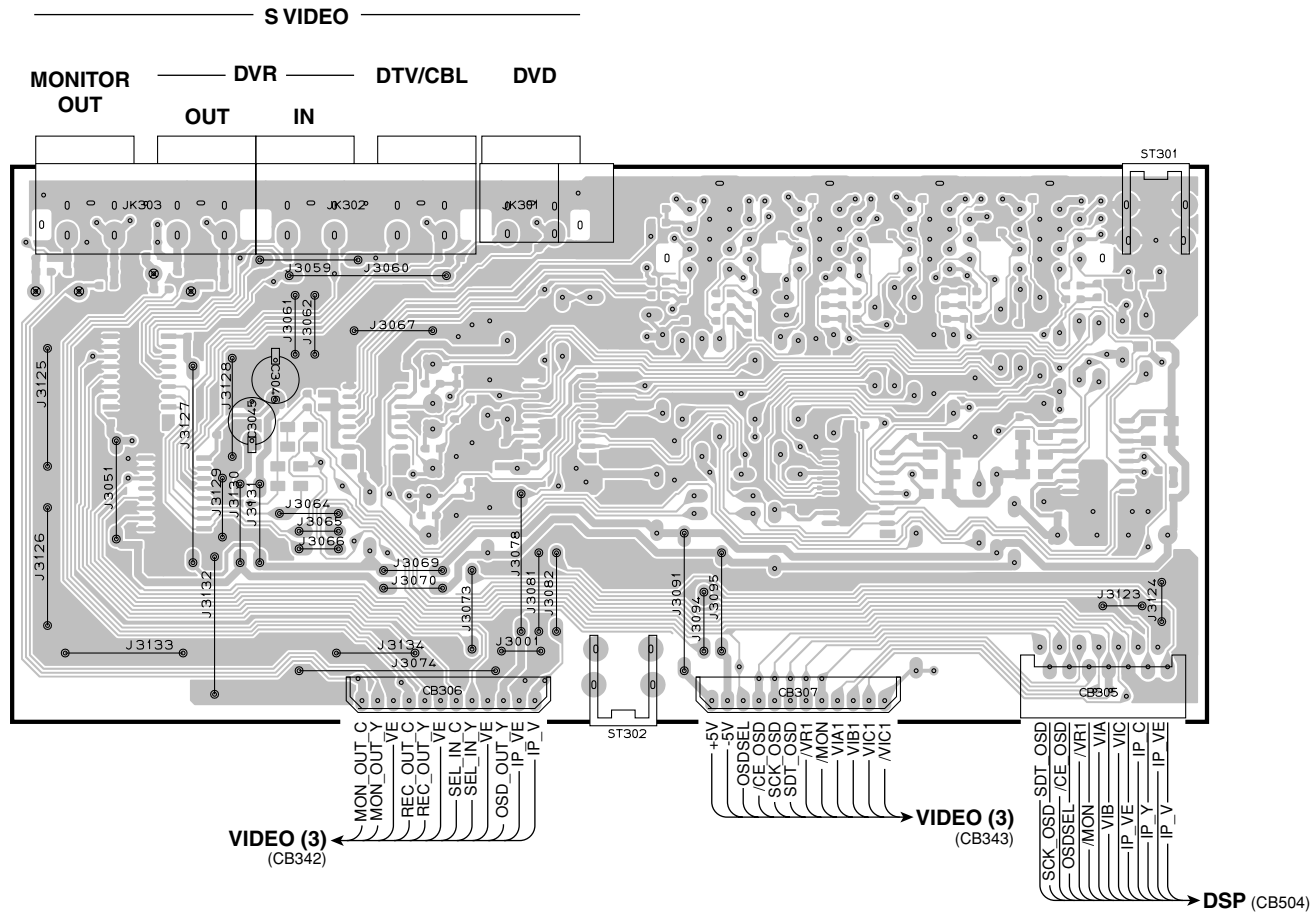 S VIDEO
MONITOR OUT
DVR
DTV/CBL
DVD
OUT
IN
ST301
JK303
JK302
JK301
J3059
J3060
J3061
J3062
J3067
J3125
J3128
J3127
J3051
J3129
J3130
J3131
J3064
J3065
J3066
J3126
J3132
J3069
J3070
J3073
J3078
J3081
J3082
J3091
J3094
J3095
J3123
J3124
J3133
J3134
J3001
J3074
CB306
CB307
CB305
ST302
MON_OUT_C
MON_OUT_Y
VE
REC_OUT_C
REC_OUT_Y
VE
SEL_IN_C
SEL_IN_Y
VE
OSD_OUT_Y
IP_VE
IP_V
VIDEO (3)
(CB342)
+5V
-5V
OSDSEL
/CE_OSD
SCK_OSD
SDT_OSD
/VR1
/MON
VIA1
VIB1
VIC1
/VIC1
VIDEO (3)
(CB343)
SDT_OSD
SCK_OSD
/CE_OSD
OSDSEL
/VR1
/MON
VIA
VIB
VIC
IP_VE
IP_C
IP_Y
IP_VE
IP_V
DSP (CB504)